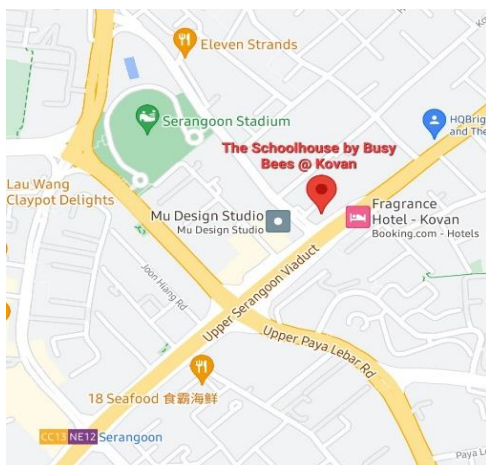 Eleven Strands
Serangoon Stadium
HQBrig
and The
The Schoolhouse by Busy
Bees @ Kovan
Lau Wang
Claypot Delights
Mu Design Studio
Mu Design Studio
Fragrance
Hotel - Kovan
Booking.com - Hotels
Joon Hiang Rd
Upper Serangoon Viaduct
Upper Paya Lebar Rd
18 Seafood 食霸海鲜
CC13 NE12 Serangoon
Paya L